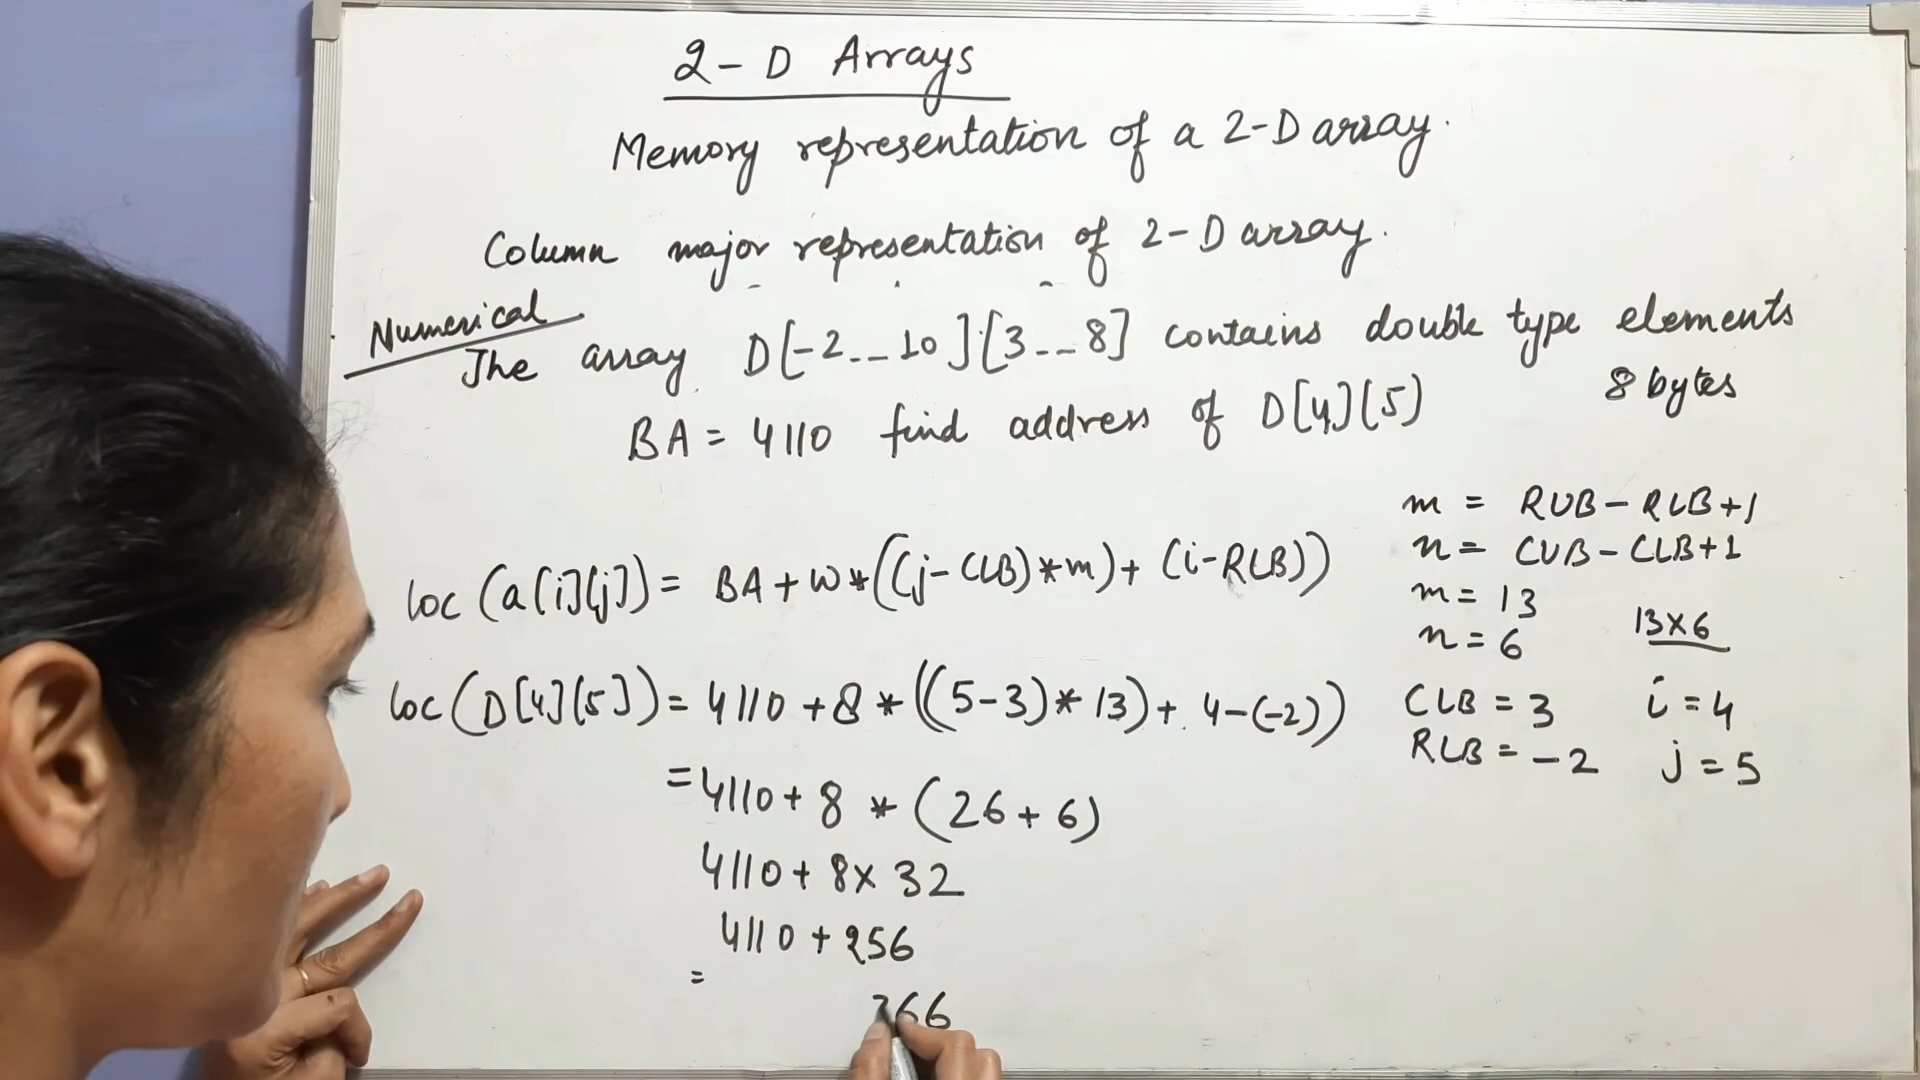 2-D Arrays
Memory representation of a 2-D array.
Column major representation of 2-D array.
Numerical
The array D[-2--10][3--8] contains double type elements
8 bytes
BA = 4110 find address of D[4][5]
m = RUB-RLB+1
n = CUB-CLB+1
m = 13
n = 6
13x6
loc (a[i][j]) = BA + W*((j-CLB)*m)+(i-RLB))
CLB = 3
RLB = -2
i = 4
j = 5
loc (D[4][5]) = 4110 + 8 * ((5-3)*13)+ 4-(-2))
= 4110 + 8 * (26+6)
4110 + 8x32
4110 + 256
=
366